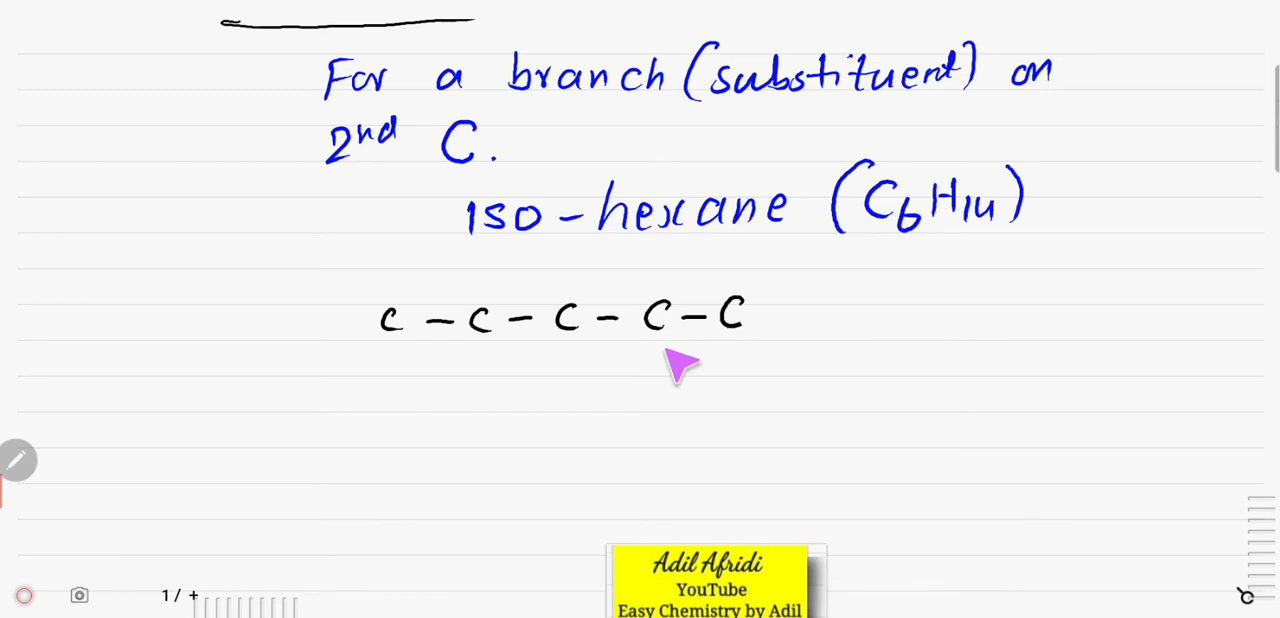 For a branch (substituent) on
2nd C.
iso-hexane (C6H14)
C - C - C - C - C
Adil Afridi
YouTube
Easy Chemistry by Adil
1 / +